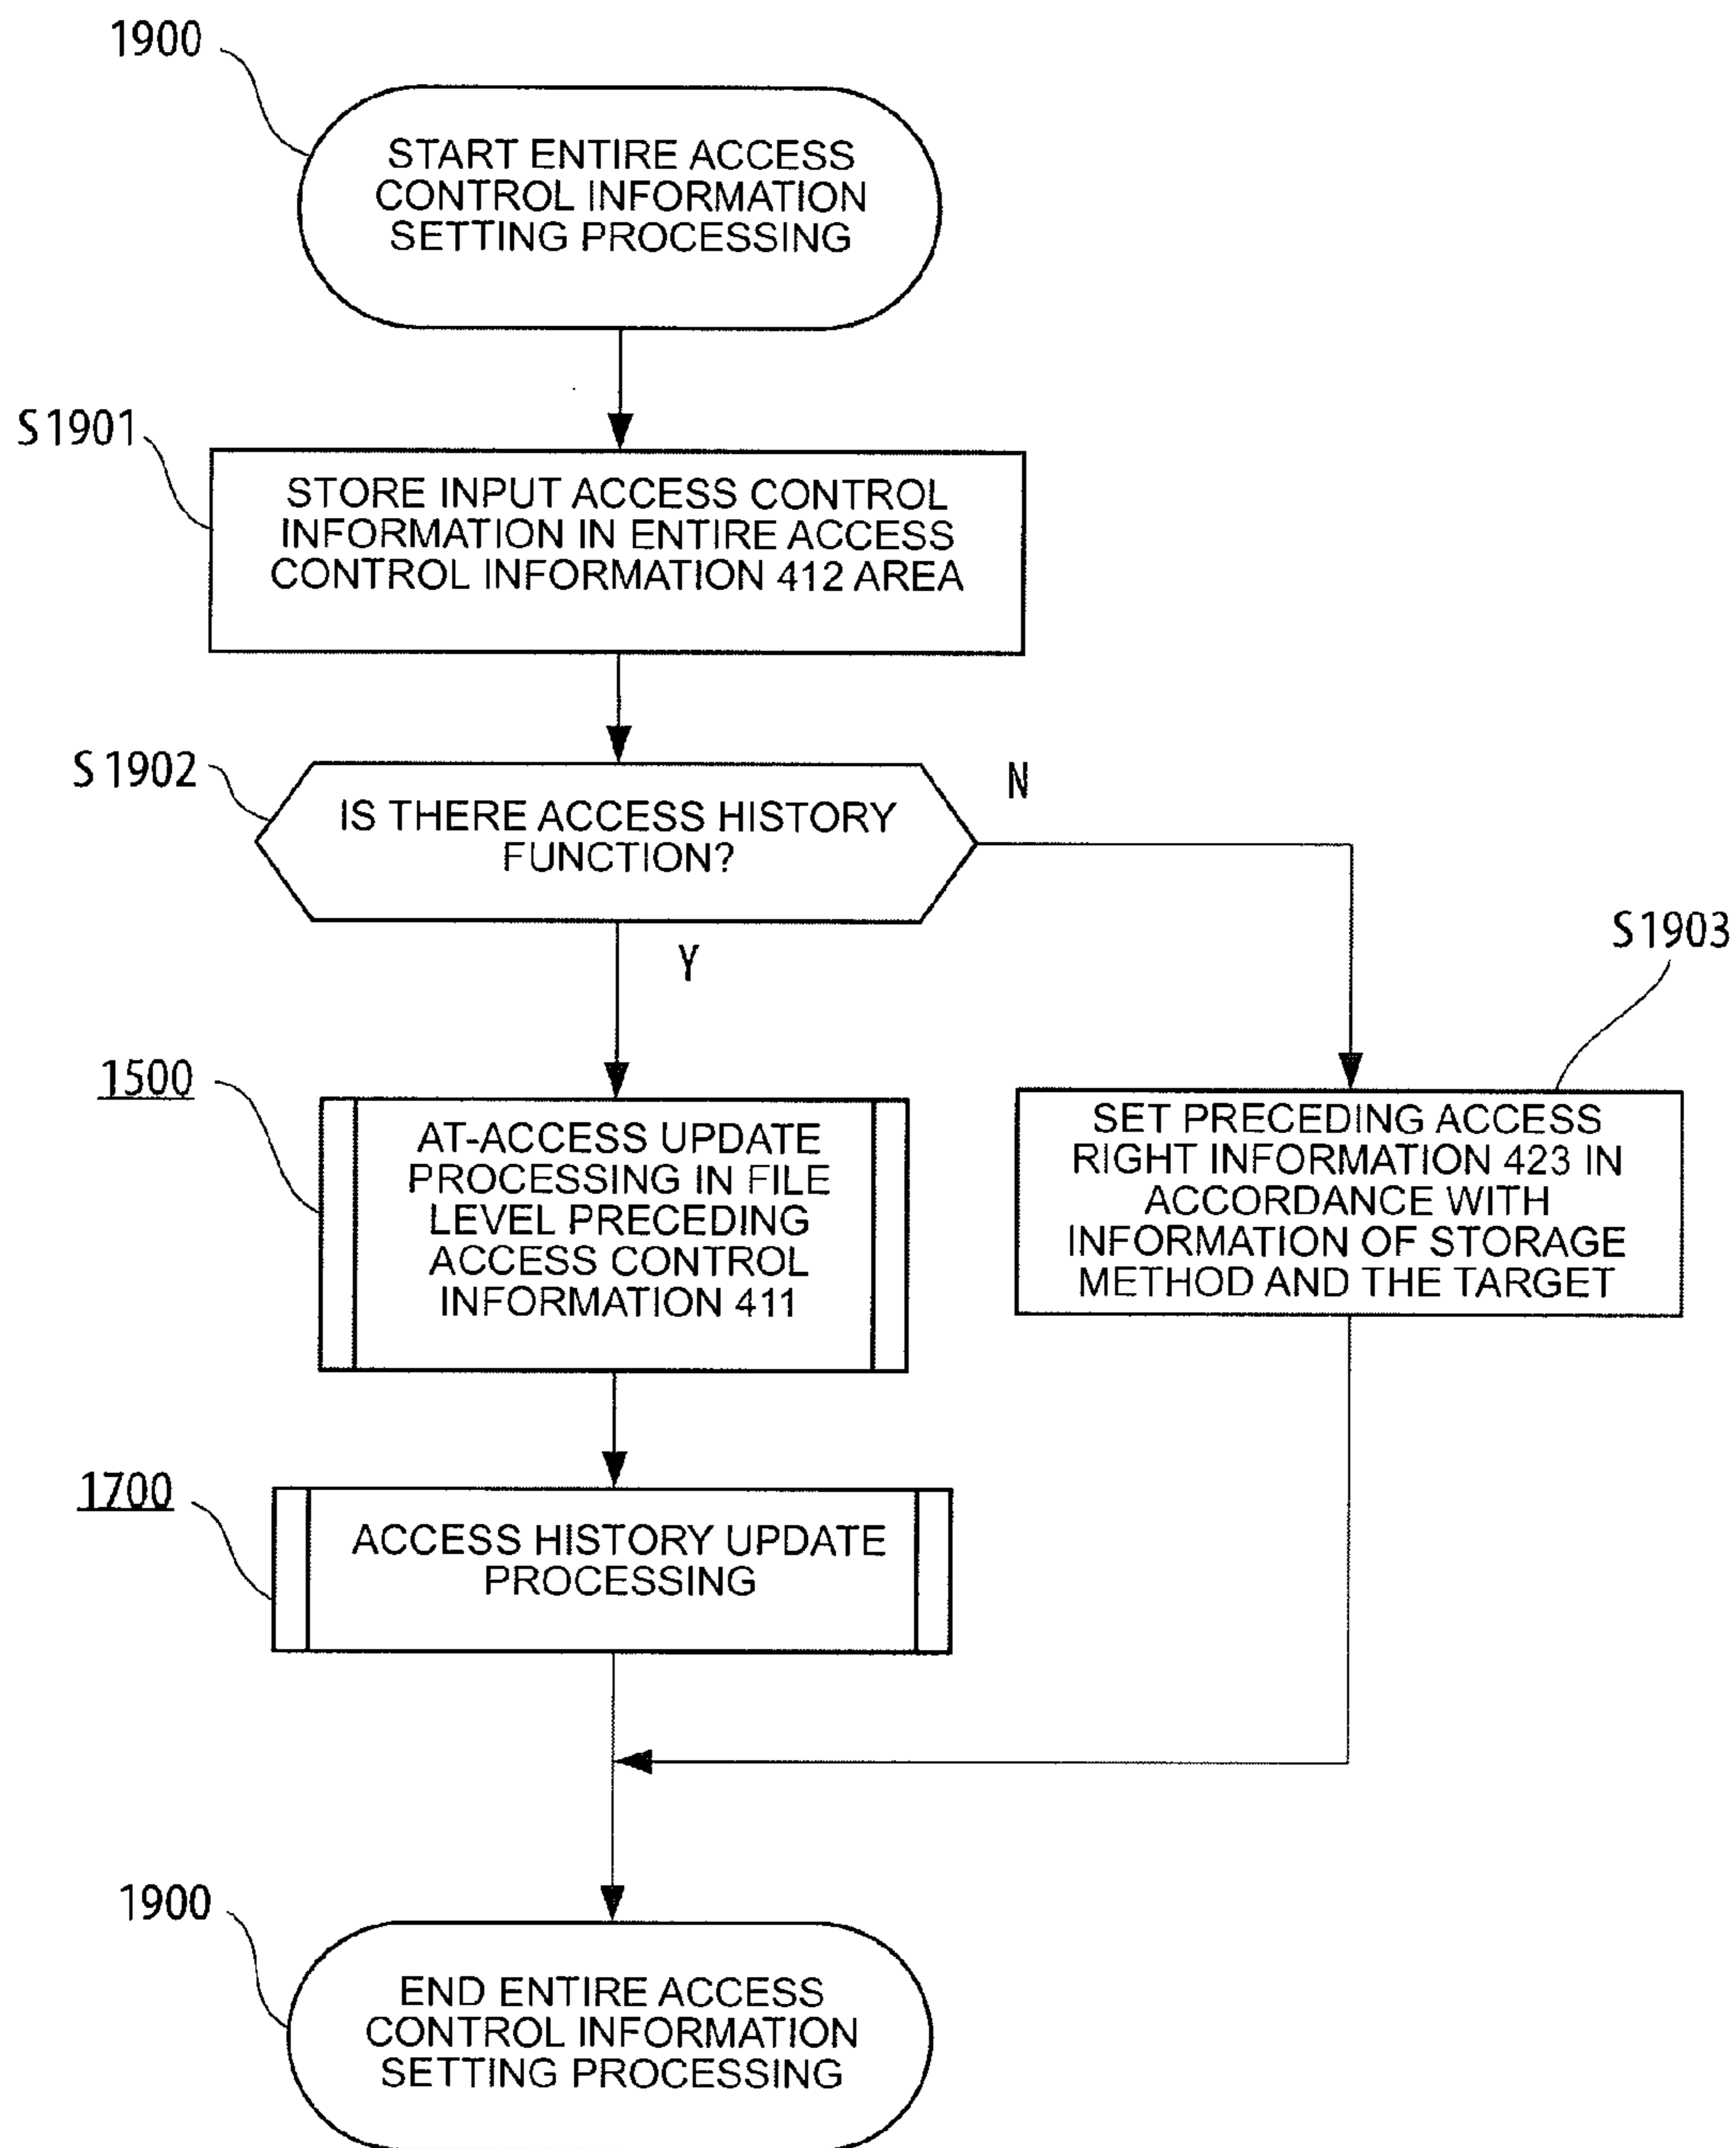 1900
START ENTIRE ACCESS
CONTROL INFORMATION
SETTING PROCESSING
S1901
STORE INPUT ACCESS CONTROL
INFORMATION IN ENTIRE ACCESS
CONTROL INFORMATION 412 AREA
S1902
IS THERE ACCESS HISTORY
FUNCTION?
N
Y
S1903
SET PRECEDING ACCESS
RIGHT INFORMATION 423 IN
ACCORDANCE WITH
INFORMATION OF STORAGE
METHOD AND THE TARGET
1500
AT-ACCESS UPDATE
PROCESSING IN FILE
LEVEL PRECEDING
ACCESS CONTROL
INFORMATION 411
1700
ACCESS HISTORY UPDATE
PROCESSING
1900
END ENTIRE ACCESS
CONTROL INFORMATION
SETTING PROCESSING